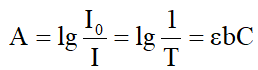 A = lg I₀/I = lg 1/T = εbC